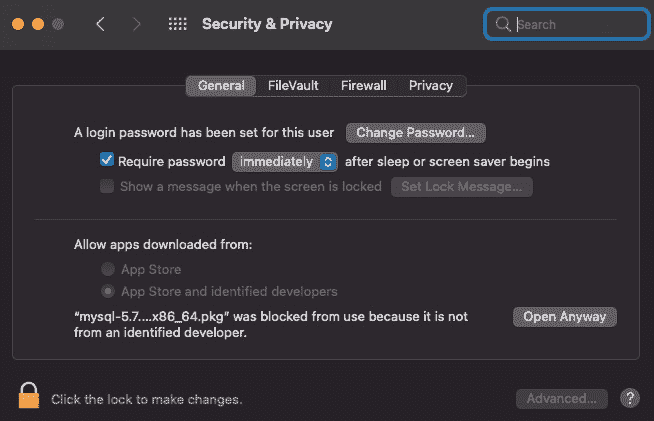 Security & Privacy
Search
General FileVault Firewall Privacy
A login password has been set for this user Change Password...
Require password immediately after sleep or screen saver begins
Show a message when the screen is locked Set Lock Message...
Allow apps downloaded from:
App Store
App Store and identified developers
“mysql-5.7....x86_64.pkg” was blocked from use because it is not Open Anyway
from an identified developer.
Click the lock to make changes. Advanced... ?